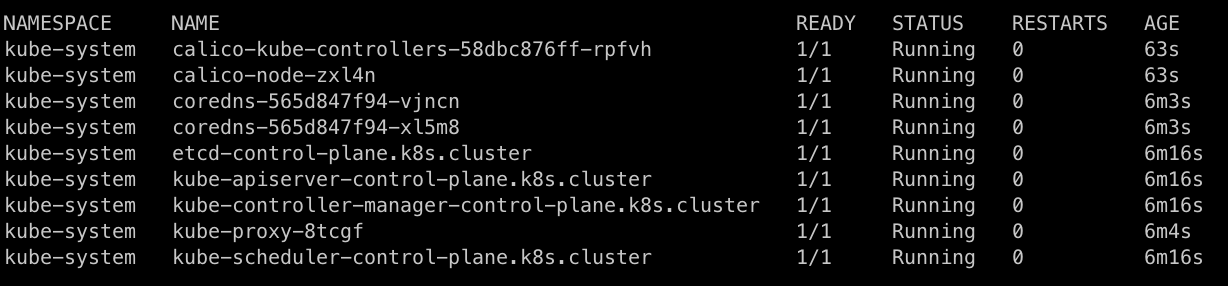 NAMESPACE     NAME                                              READY   STATUS    RESTARTS   AGE
kube-system   calico-kube-controllers-58dbc876ff-rpfvh          1/1     Running   0          63s
kube-system   calico-node-zxl4n                                 1/1     Running   0          63s
kube-system   coredns-565d847f94-vjncn                          1/1     Running   0          6m3s
kube-system   coredns-565d847f94-xl5m8                          1/1     Running   0          6m3s
kube-system   etcd-control-plane.k8s.cluster                    1/1     Running   0          6m16s
kube-system   kube-apiserver-control-plane.k8s.cluster          1/1     Running   0          6m16s
kube-system   kube-controller-manager-control-plane.k8s.cluster   1/1     Running   0          6m16s
kube-system   kube-proxy-8tcgf                                  1/1     Running   0          6m4s
kube-system   kube-scheduler-control-plane.k8s.cluster          1/1     Running   0          6m16s